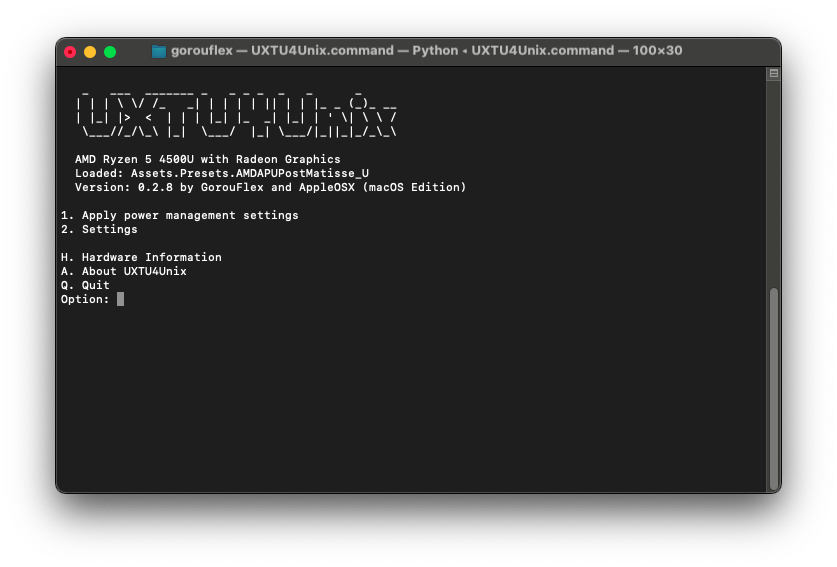 gorouflex — UXTU4Unix.command — Python ◂ UXTU4Unix.command — 100×30
UXTU4Unix
AMD Ryzen 5 4500U with Radeon Graphics
Loaded: Assets.Presets.AMDAPUPostMatisse_U
Version: 0.2.8 by GorouFlex and AppleOSX (macOS Edition)
1. Apply power management settings
2. Settings
H. Hardware Information
A. About UXTU4Unix
Q. Quit
Option: